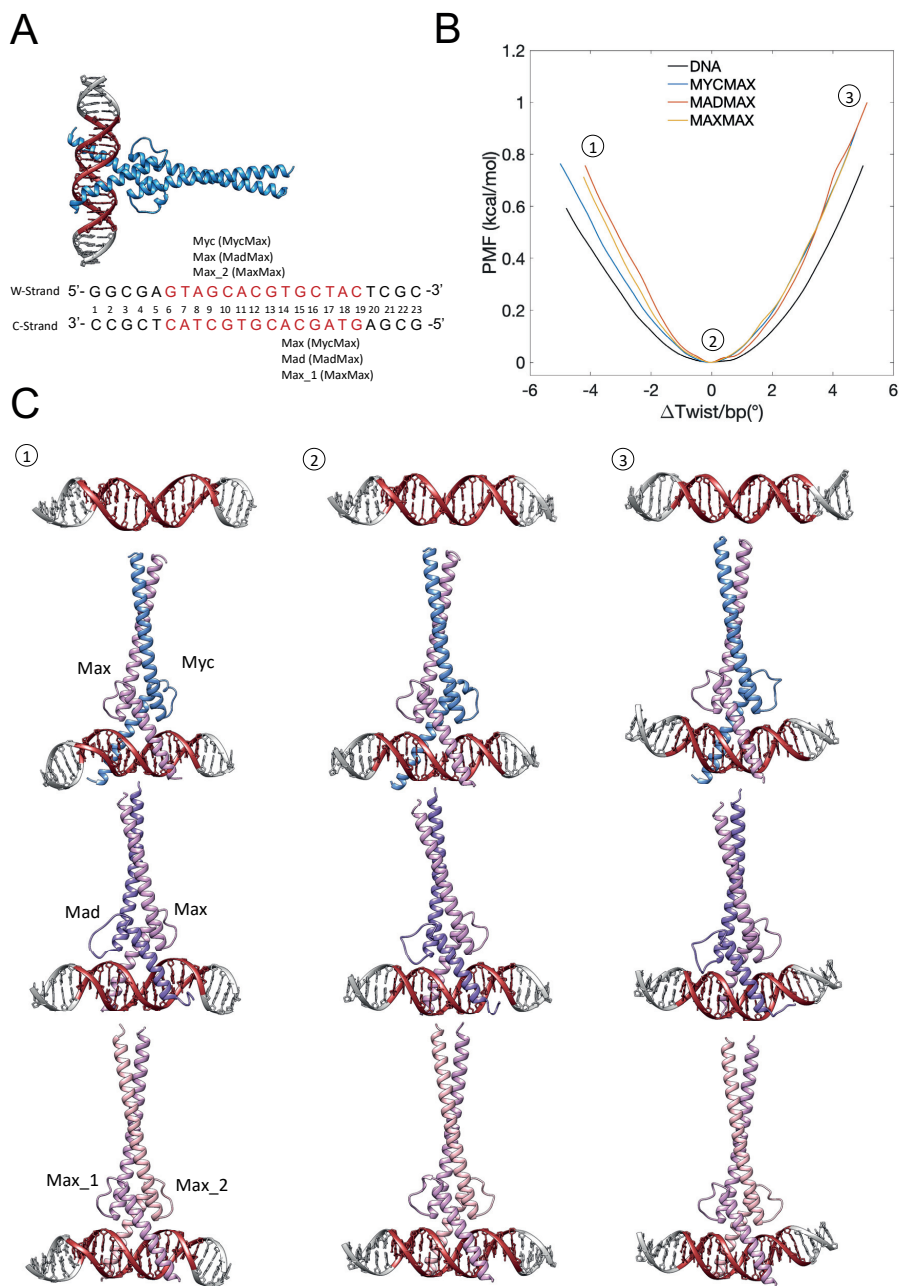 A
B
Myc (MycMax)
Max (MadMax)
Max_2 (MaxMax)
W-Strand 5’- G G C G A G T A G C A C G T G C T A C T C G C -3’
1 2 3 4 5 6 7 8 9 10 11 12 13 14 15 16 17 18 19 20 21 22 23
C-Strand 3’- C C G C T C A T C G T G C A C G A T G A G C G -5’
Max (MycMax)
Mad (MadMax)
Max_1 (MaxMax)
1.2
1
0.8
0.6
0.4
0.2
0
PMF (kcal/mol)
DNA
MYCMAX
MADMAX
MAXMAX
1
2
3
-6 -4 -2 0 2 4 6
ΔTwist/bp(°)
C
1 2 3
Max Myc
Mad Max
Max_1 Max_2